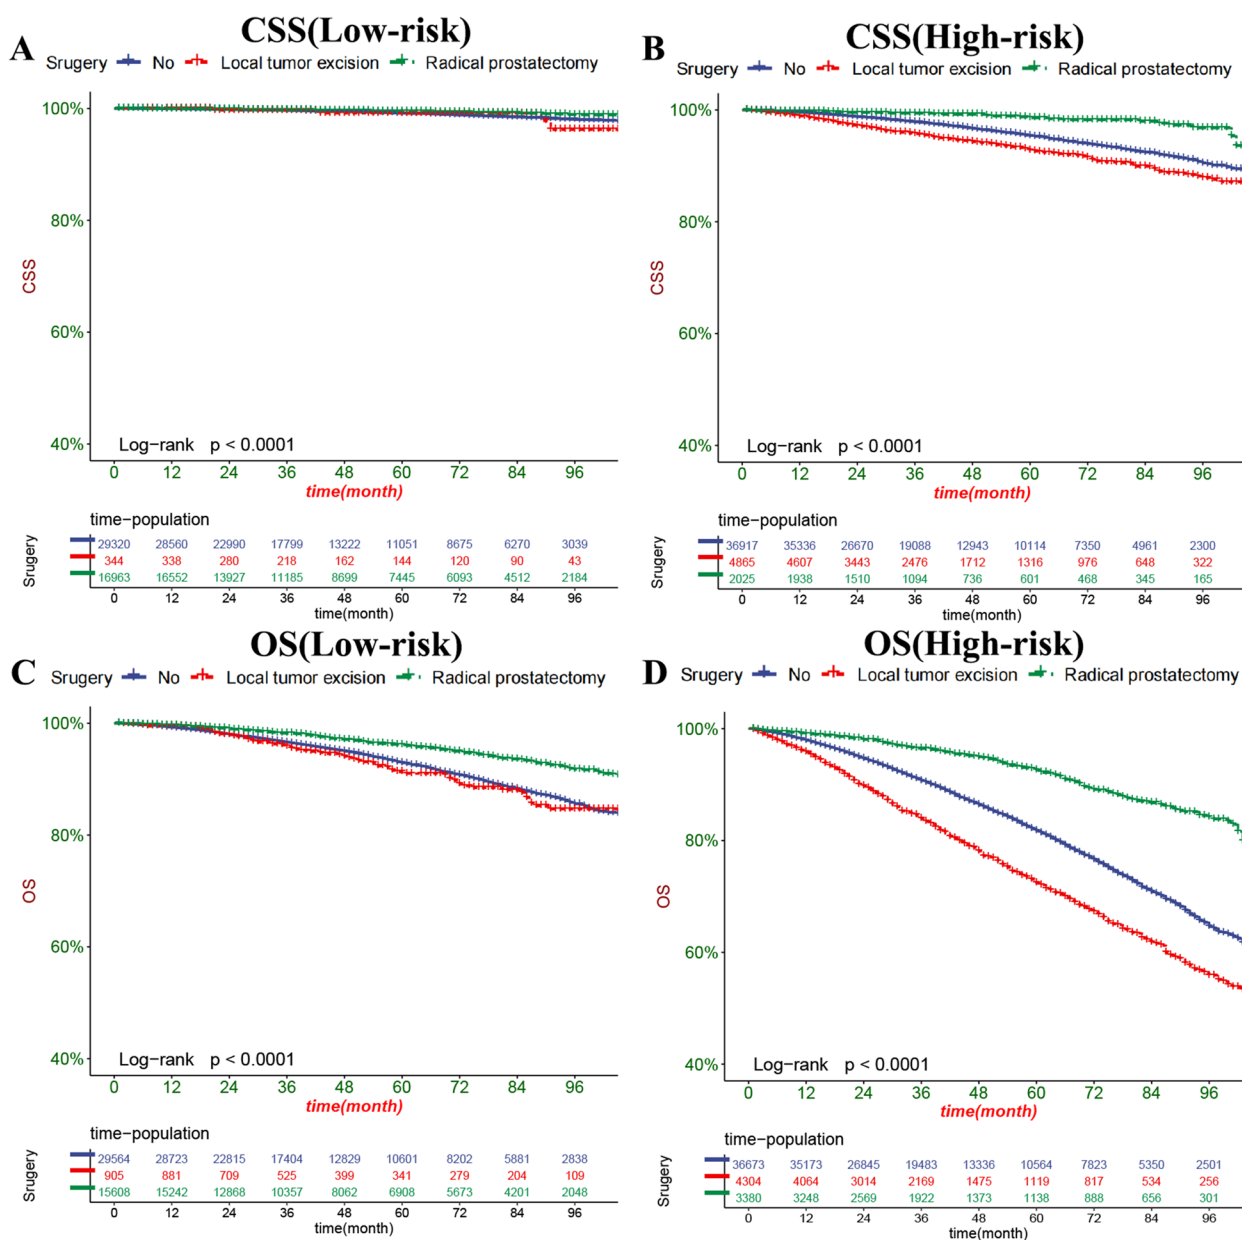 A
CSS(Low-risk)
Srugery No Local tumor excision Radical prostatectomy
100%
80%
60%
40%
CSS
Log-rank p < 0.0001
0 12 24 36 48 60 72 84 96
time(month)
time-population
Srugery
29320 28560 22990 17799 13222 11051 8675 6270 3039
344 338 280 218 162 144 120 90 43
16963 16552 13927 11185 8699 7445 6093 4512 2184
0 12 24 36 48 60 72 84 96
time(month)
B
CSS(High-risk)
Srugery No Local tumor excision Radical prostatectomy
100%
80%
60%
40%
CSS
Log-rank p < 0.0001
0 12 24 36 48 60 72 84 96
time(month)
time-population
Srugery
36917 35336 26670 19088 12943 10114 7350 4961 2300
4865 4607 3443 2476 1712 1316 976 648 322
2025 1938 1510 1094 736 601 468 345 165
0 12 24 36 48 60 72 84 96
time(month)
C
OS(Low-risk)
Srugery No Local tumor excision Radical prostatectomy
100%
80%
60%
40%
OS
Log-rank p < 0.0001
0 12 24 36 48 60 72 84 96
time(month)
time-population
Srugery
29564 28723 22815 17404 12829 10601 8202 5881 2838
905 881 709 525 399 341 279 204 109
15608 15242 12868 10357 8062 6908 5673 4201 2048
0 12 24 36 48 60 72 84 96
time(month)
D
OS(High-risk)
Srugery No Local tumor excision Radical prostatectomy
100%
80%
60%
40%
OS
Log-rank p < 0.0001
0 12 24 36 48 60 72 84 96
time(month)
time-population
Srugery
36673 35173 26845 19483 13336 10564 7823 5350 2501
4304 4064 3014 2169 1475 1119 817 534 256
3380 3248 2569 1922 1373 1138 888 656 301
0 12 24 36 48 60 72 84 96
time(month)